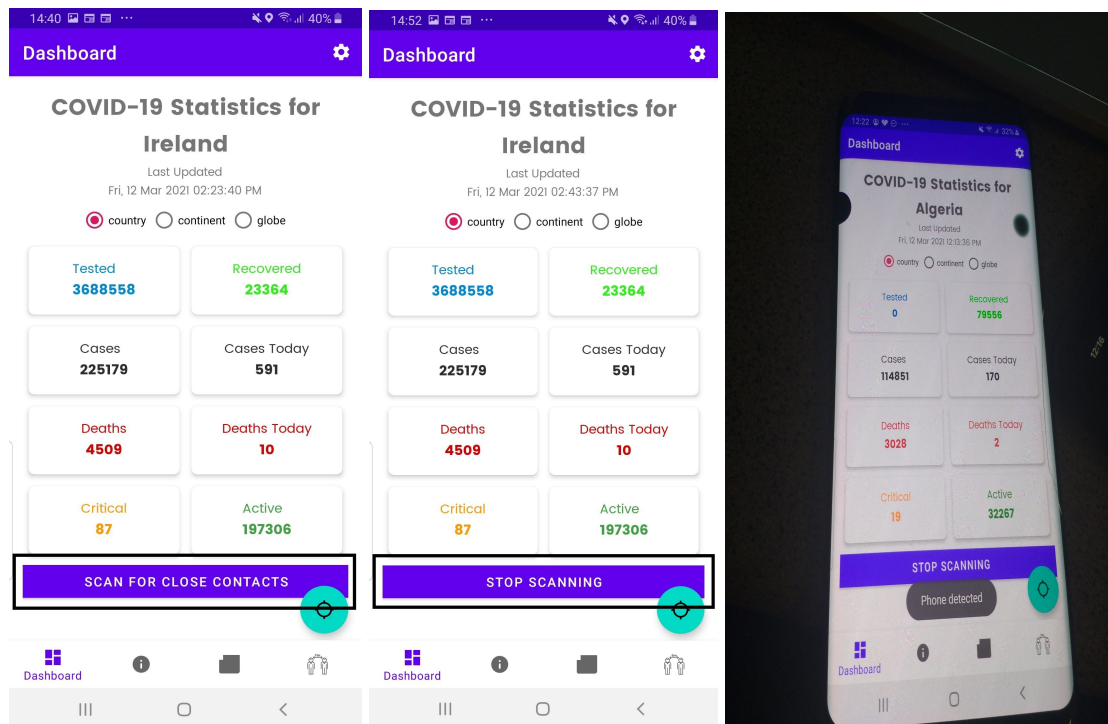 14:40
40%
Dashboard
COVID-19 Statistics for
Ireland
Last Updated
Fri, 12 Mar 2021 02:23:40 PM
country continent globe
Tested Recovered
3688558 23364
Cases Cases Today
225179 591
Deaths Deaths Today
4509 10
Critical Active
87 197306
SCAN FOR CLOSE CONTACTS
Dashboard
14:52
40%
Dashboard
COVID-19 Statistics for
Ireland
Last Updated
Fri, 12 Mar 2021 02:43:37 PM
country continent globe
Tested Recovered
3688558 23364
Cases Cases Today
225179 591
Deaths Deaths Today
4509 10
Critical Active
87 197306
STOP SCANNING
Dashboard
12:22
32%
Dashboard
COVID-19 Statistics for
Algeria
Last Updated
Fri, 12 Mar 2021 12:13:36 PM
country continent globe
Tested Recovered
0 79556
Cases Cases Today
114851 170
Deaths Deaths Today
3028 2
Critical Active
19 32267
STOP SCANNING
Phone detected
Dashboard
12:16